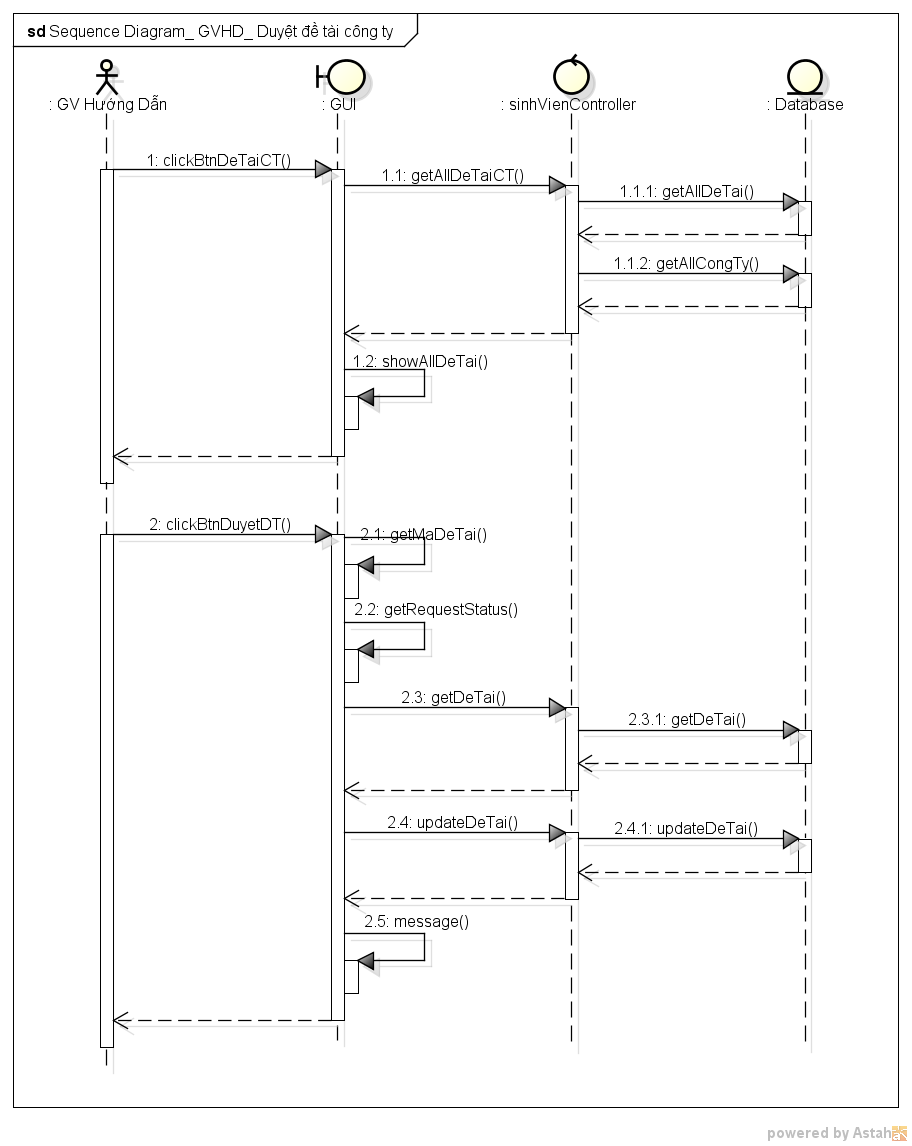 sd Sequence Diagram_ GVHD_ Duyệt đề tài công ty
: GV Hướng Dẫn
: GUI
: sinhVienController
: Database
1: clickBtnDeTaiCT()
1.1: getAllDeTaiCT()
1.1.1: getAllDeTai()
1.1.2: getAllCongTy()
1.2: showAllDeTai()
2: clickBtnDuyetDT()
2.1: getMaDeTai()
2.2: getRequestStatus()
2.3: getDeTai()
2.3.1: getDeTai()
2.4: updateDeTai()
2.4.1: updateDeTai()
2.5: message()
powered by Astah